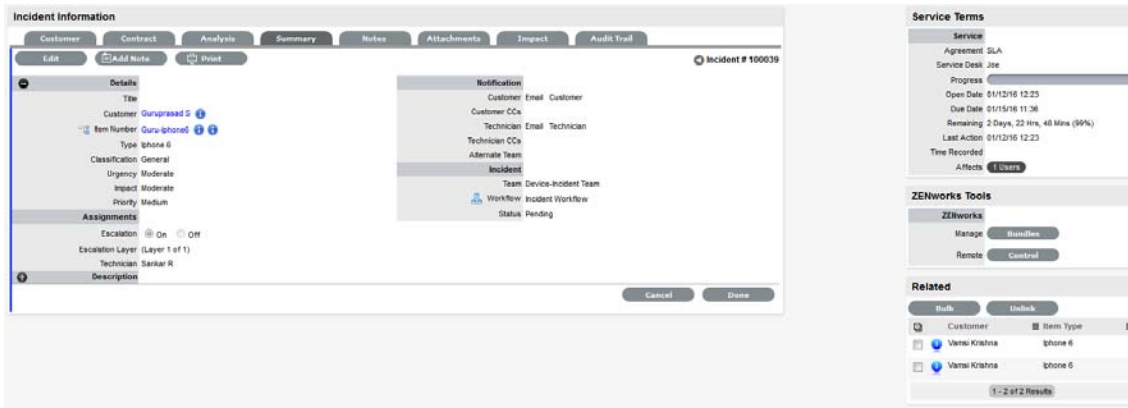 Incident Information
Customer Contract Analysis Summary Notes Attachments Impact Audit Trail
Edit Add Note Print
Incident # 100039
Details
Title
Customer Guruprasad S
Item Number Guru-Iphone6
Type Iphone 6
Classification General
Urgency Moderate
Impact Moderate
Priority Medium
Assignments
Escalation On Off
Escalation Layer (Layer 1 of 1)
Technician Sankar R
Description
Notification
Customer Email Customer
Customer CCs
Technician Email Technician
Technician CCs
Alternate Team
Incident
Team Device-Incident Team
Workflow Incident Workflow
Status Pending
Cancel Done
Service Terms
Service
Agreement SLA
Service Desk Jse
Progress
Open Date 01/12/16 12:23
Due Date 01/15/16 11:36
Remaining 2 Days, 22 Hrs, 48 Mins (99%)
Last Action 01/12/16 12:23
Time Recorded
Affects 1 Users
ZENworks Tools
ZENworks
Manage Bundles
Remote Control
Related
Bulk Unlink
Customer Item Type
Vamsi Krishna Iphone 6
Vamsi Krishna Iphone 6
1 - 2 of 2 Results